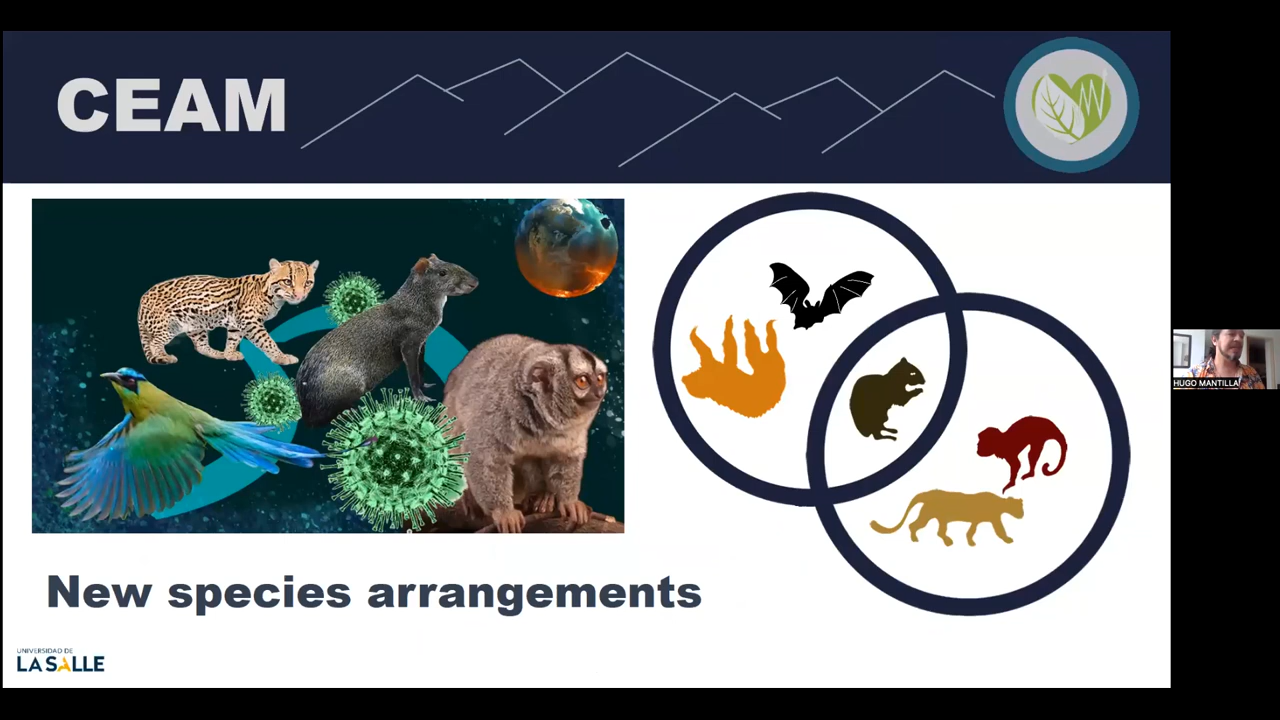 CEAM
New species arrangements
UNIVERSIDAD DE
LA SALLE
HUGO MANTILLA